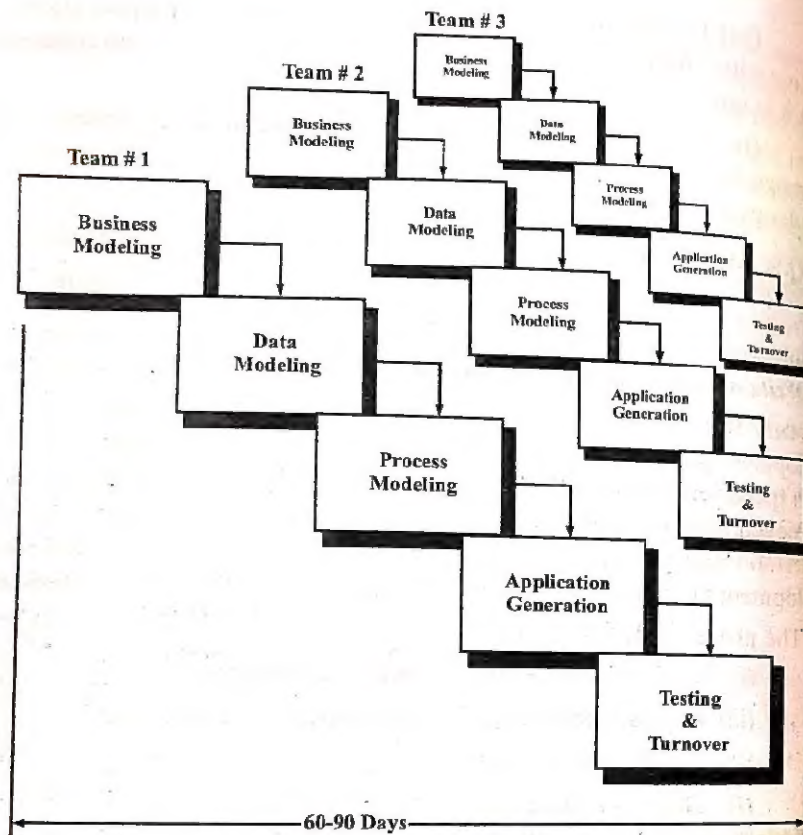 Team # 3
Business
Modeling
Data
Modeling
Process
Modeling
Application
Generation
Testing
&
Turnover
Team # 2
Business
Modeling
Data
Modeling
Process
Modeling
Application
Generation
Testing
&
Turnover
Team # 1
Business
Modeling
Data
Modeling
Process
Modeling
Application
Generation
Testing
&
Turnover
60-90 Days